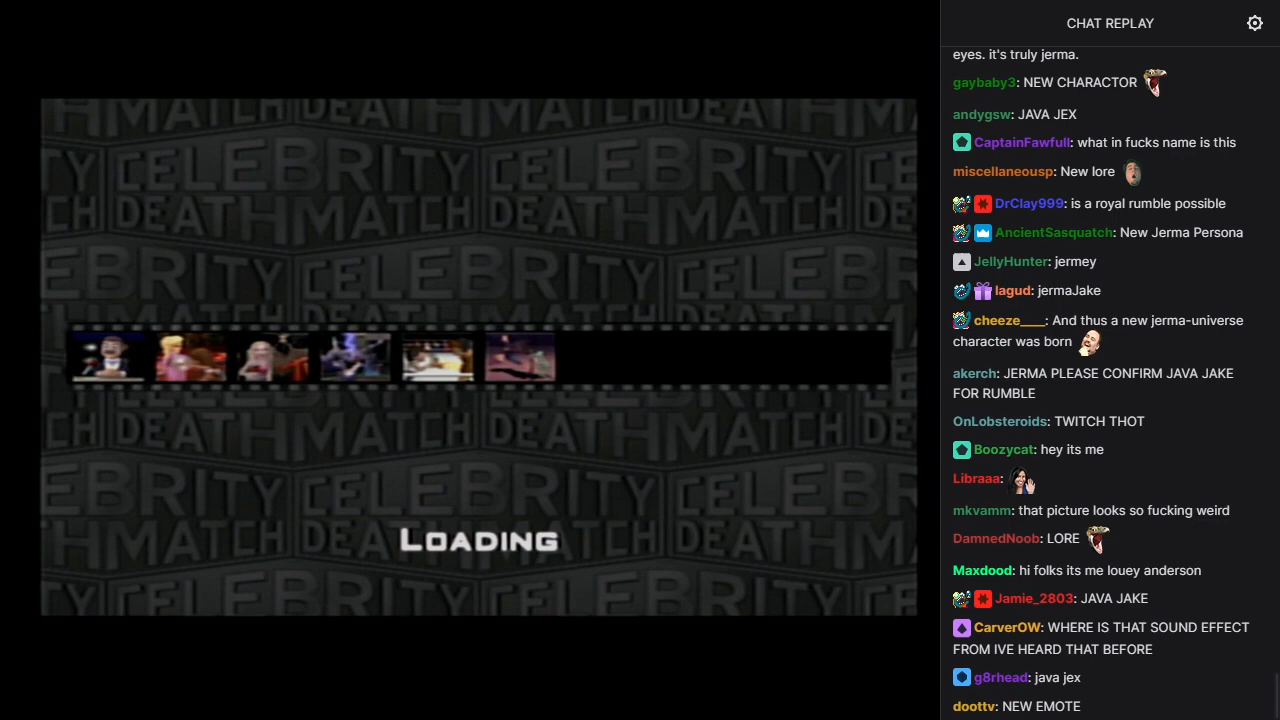 CELEBRITY
DEATHMATCH
LOADING
CHAT REPLAY
eyes. it's truly jerma.
gaybaby3: NEW CHARACTOR
andygsw: JAVA JEX
CaptainFawfull: what in fucks name is this
miscellaneousp: New lore
DrClay999: is a royal rumble possible
AncientSasquatch: New Jerma Persona
JellyHunter: jermey
lagud: jermaJake
cheeze____: And thus a new jerma-universe
character was born
akerch: JERMA PLEASE CONFIRM JAVA JAKE
FOR RUMBLE
OnLobsteroids: TWITCH THOT
Boozycat: hey its me
Libraaa:
mkvamm: that picture looks so fucking weird
DamnedNoob: LORE
Maxdood: hi folks its me louey anderson
Jamie_2803: JAVA JAKE
CarverOW: WHERE IS THAT SOUND EFFECT
FROM IVE HEARD THAT BEFORE
g8rhead: java jex
doottv: NEW EMOTE